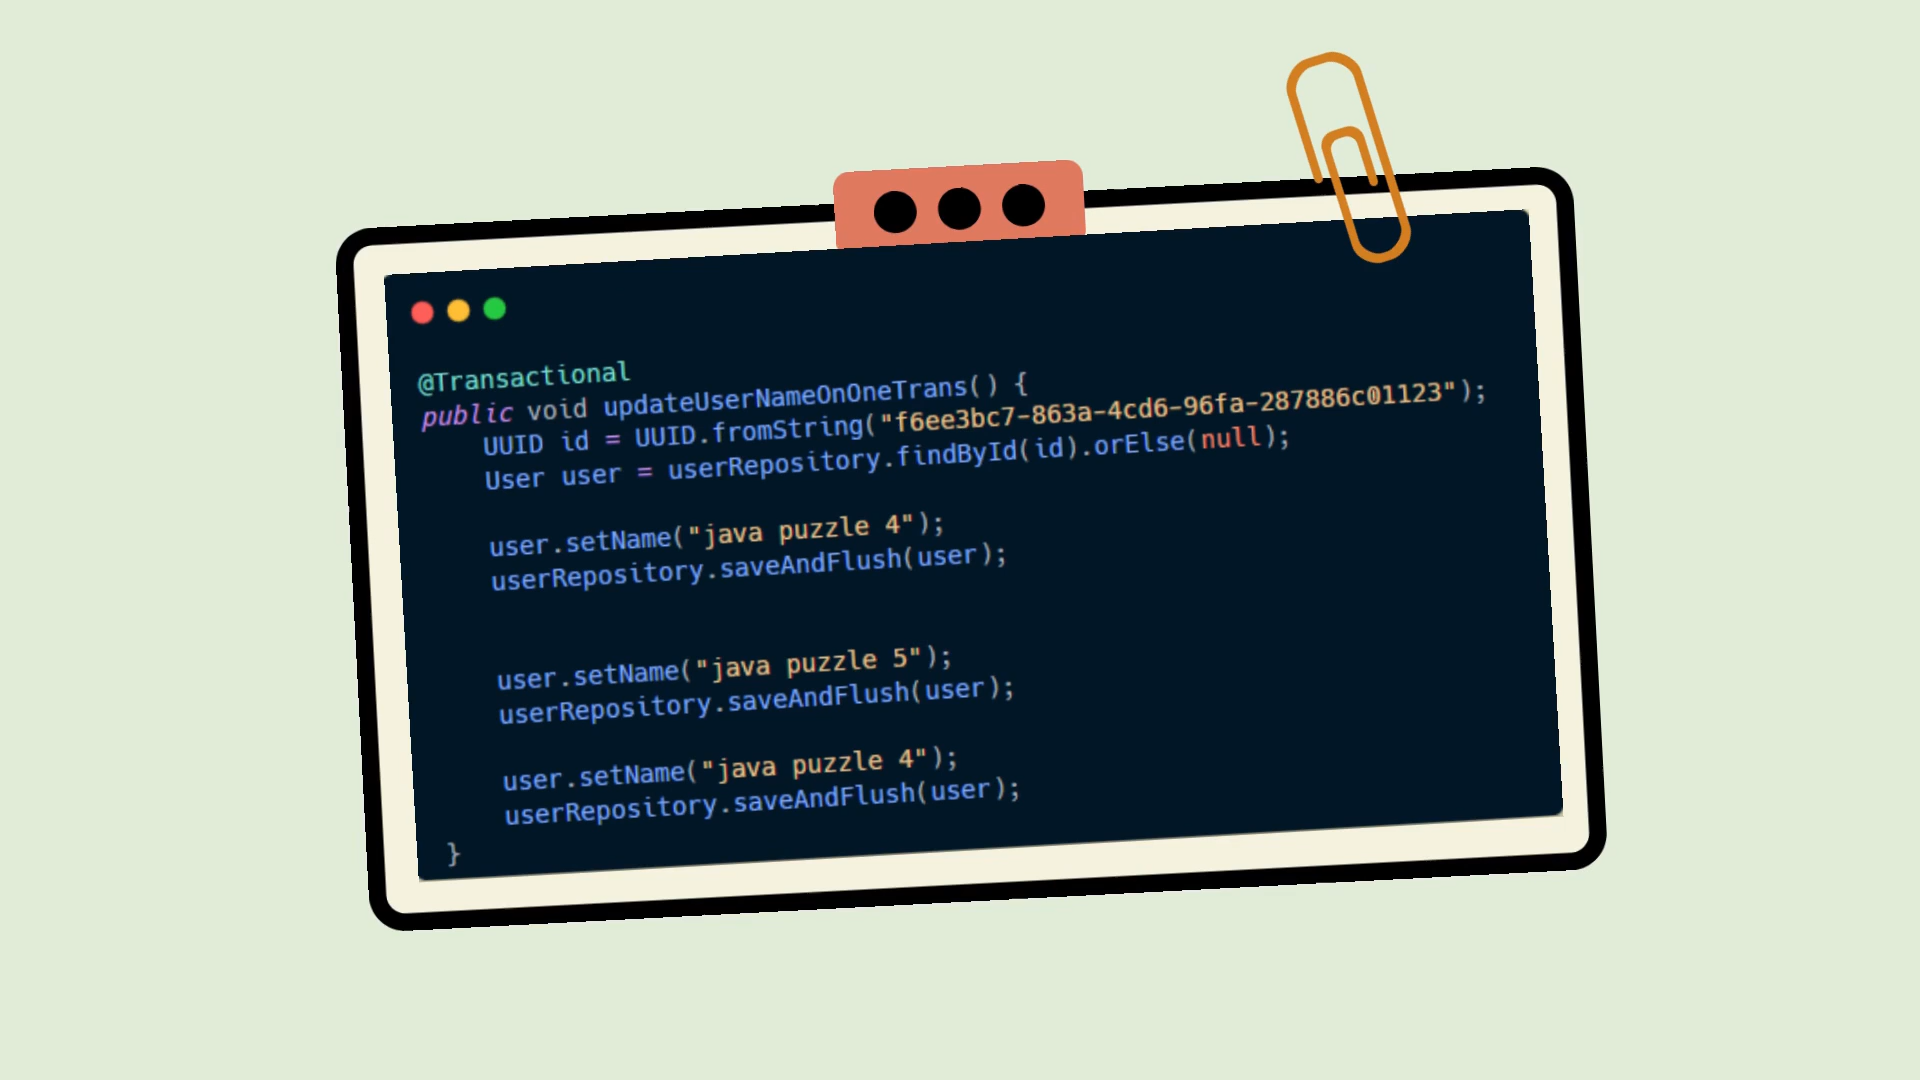 @Transactional
public void updateUserNameOnOneTrans() {
    UUID id = UUID.fromString("f6ee3bc7-863a-4cd6-96fa-287886c01123");
    User user = userRepository.findById(id).orElse(null);
    user.setName("java puzzle 4");
    userRepository.saveAndFlush(user);
    user.setName("java puzzle 5");
    userRepository.saveAndFlush(user);
    user.setName("java puzzle 4");
    userRepository.saveAndFlush(user);
}